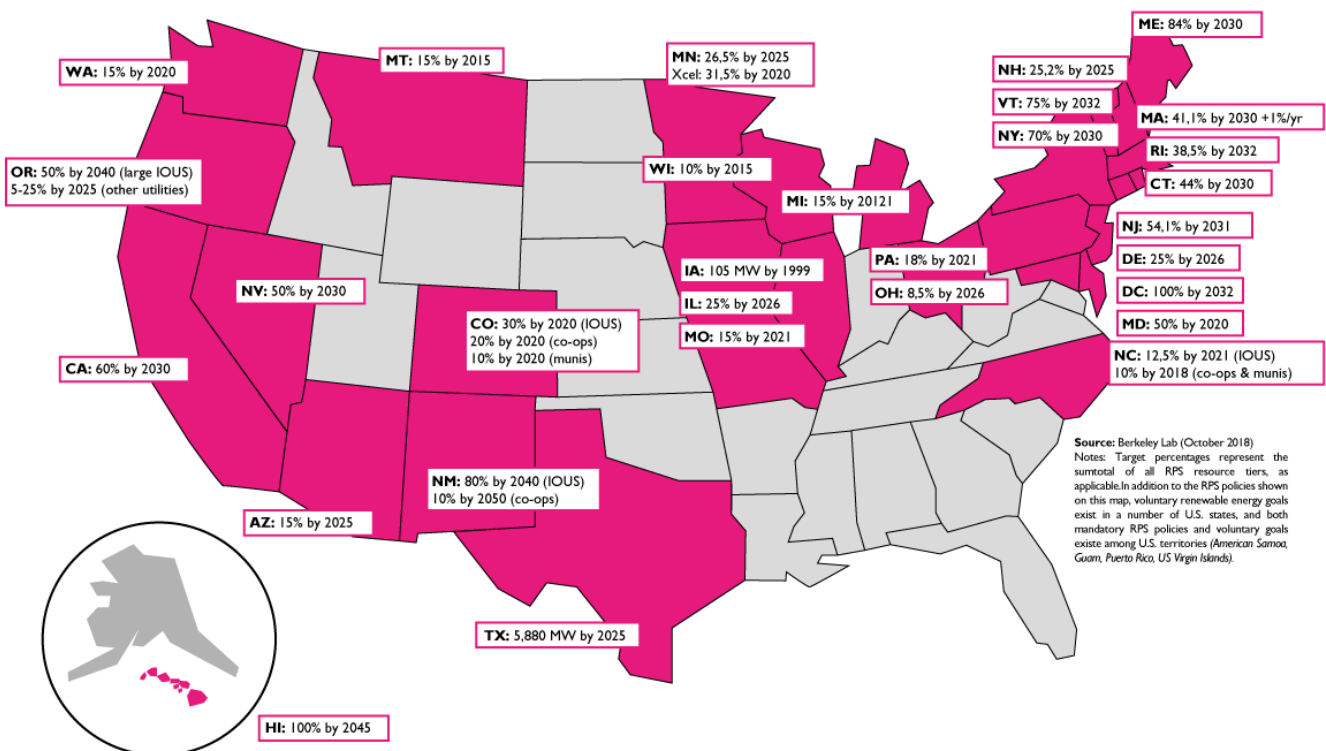 ME: 84% by 2030
WA: 15% by 2020
MT: 15% by 2015
MN: 26,5% by 2025
Xcel: 31,5% by 2020
NH: 25,2% by 2025
VT: 75% by 2032
MA: 41,1% by 2030 +1%/yr
NY: 70% by 2030
RI: 38,5% by 2032
OR: 50% by 2040 (large IOUS)
5-25% by 2025 (other utilities)
WI: 10% by 2015
CT: 44% by 2030
MI: 15% by 20121
NJ: 54,1% by 2031
PA: 18% by 2021
DE: 25% by 2026
IA: 105 MW by 1999
NV: 50% by 2030
OH: 8,5% by 2026
DC: 100% by 2032
IL: 25% by 2026
CO: 30% by 2020 (IOUS)
20% by 2020 (co-ops)
10% by 2020 (munis)
MD: 50% by 2020
MO: 15% by 2021
NC: 12,5% by 2021 (IOUS)
10% by 2018 (co-ops & munis)
CA: 60% by 2030
Source: Berkeley Lab (October 2018)
Notes: Target percentages represent the
sumtotal of all RPS resource tiers, as
applicable.In addition to the RPS policies shown
on this map, voluntary renewable energy goals
exist in a number of U.S. states, and both
mandatory RPS policies and voluntary goals
existe among U.S. territories (American Samoa,
Guam, Puerto Rico, US Virgin Islands).
NM: 80% by 2040 (IOUS)
10% by 2050 (co-ops)
AZ: 15% by 2025
TX: 5,880 MW by 2025
HI: 100% by 2045